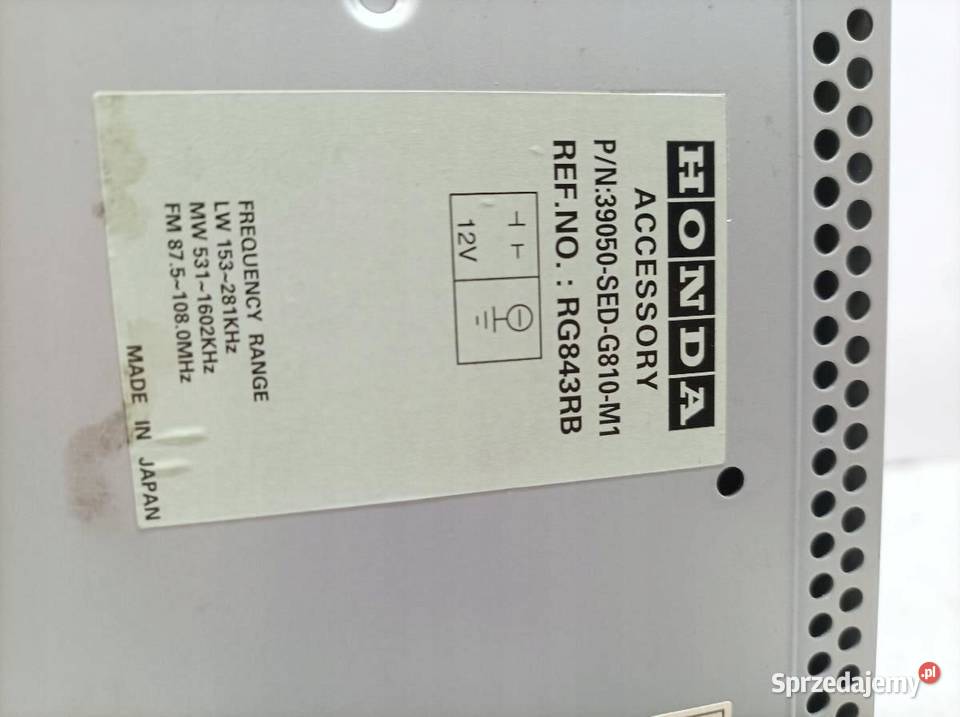 HONDA
ACCESSORY
P/N:39050-SED-G810-M1
REF.NO. : RG843RB
12V
FREQUENCY RANGE
LW 153~281KHz
MW 531~1602KHz
FM 87.5~108.0MHz
MADE IN JAPAN
Sprzedajemy.pl